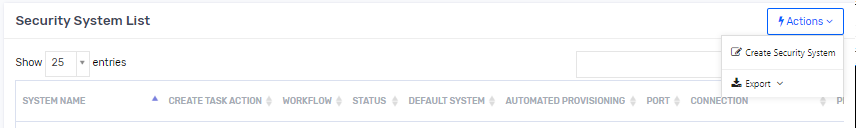 Security System List
Actions
Create Security System
Show 25 entries
Export
SYSTEM NAME CREATE TASK ACTION WORKFLOW STATUS DEFAULT SYSTEM AUTOMATED PROVISIONING PORT CONNECTION